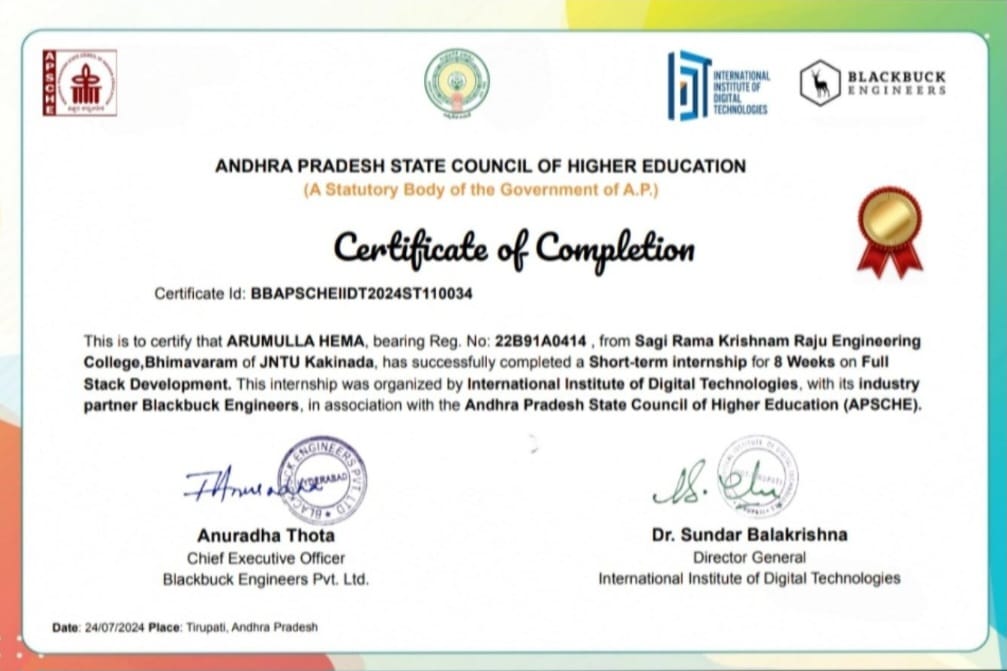 APSCHE
INTERNATIONAL
INSTITUTE OF
DIGITAL
TECHNOLOGIES
BLACKBUCK
ENGINEERS
ANDHRA PRADESH STATE COUNCIL OF HIGHER EDUCATION
(A Statutory Body of the Government of A.P.)
Certificate of Completion
Certificate Id: BBAPSCHEIIDT2024ST110034
This is to certify that ARUMULLA HEMA, bearing Reg. No: 22B91A0414 , from Sagi Rama Krishnam Raju Engineering
College,Bhimavaram of JNTU Kakinada, has successfully completed a Short-term internship for 8 Weeks on Full
Stack Development. This internship was organized by International Institute of Digital Technologies, with its industry
partner Blackbuck Engineers, in association with the Andhra Pradesh State Council of Higher Education (APSCHE).
BLACKBUCK ENGINEERS PVT. LTD
HYDERABAD
Anuradha Thota
Chief Executive Officer
Blackbuck Engineers Pvt. Ltd.
Dr. Sundar Balakrishna
Director General
International Institute of Digital Technologies
Date: 24/07/2024 Place: Tirupati, Andhra Pradesh